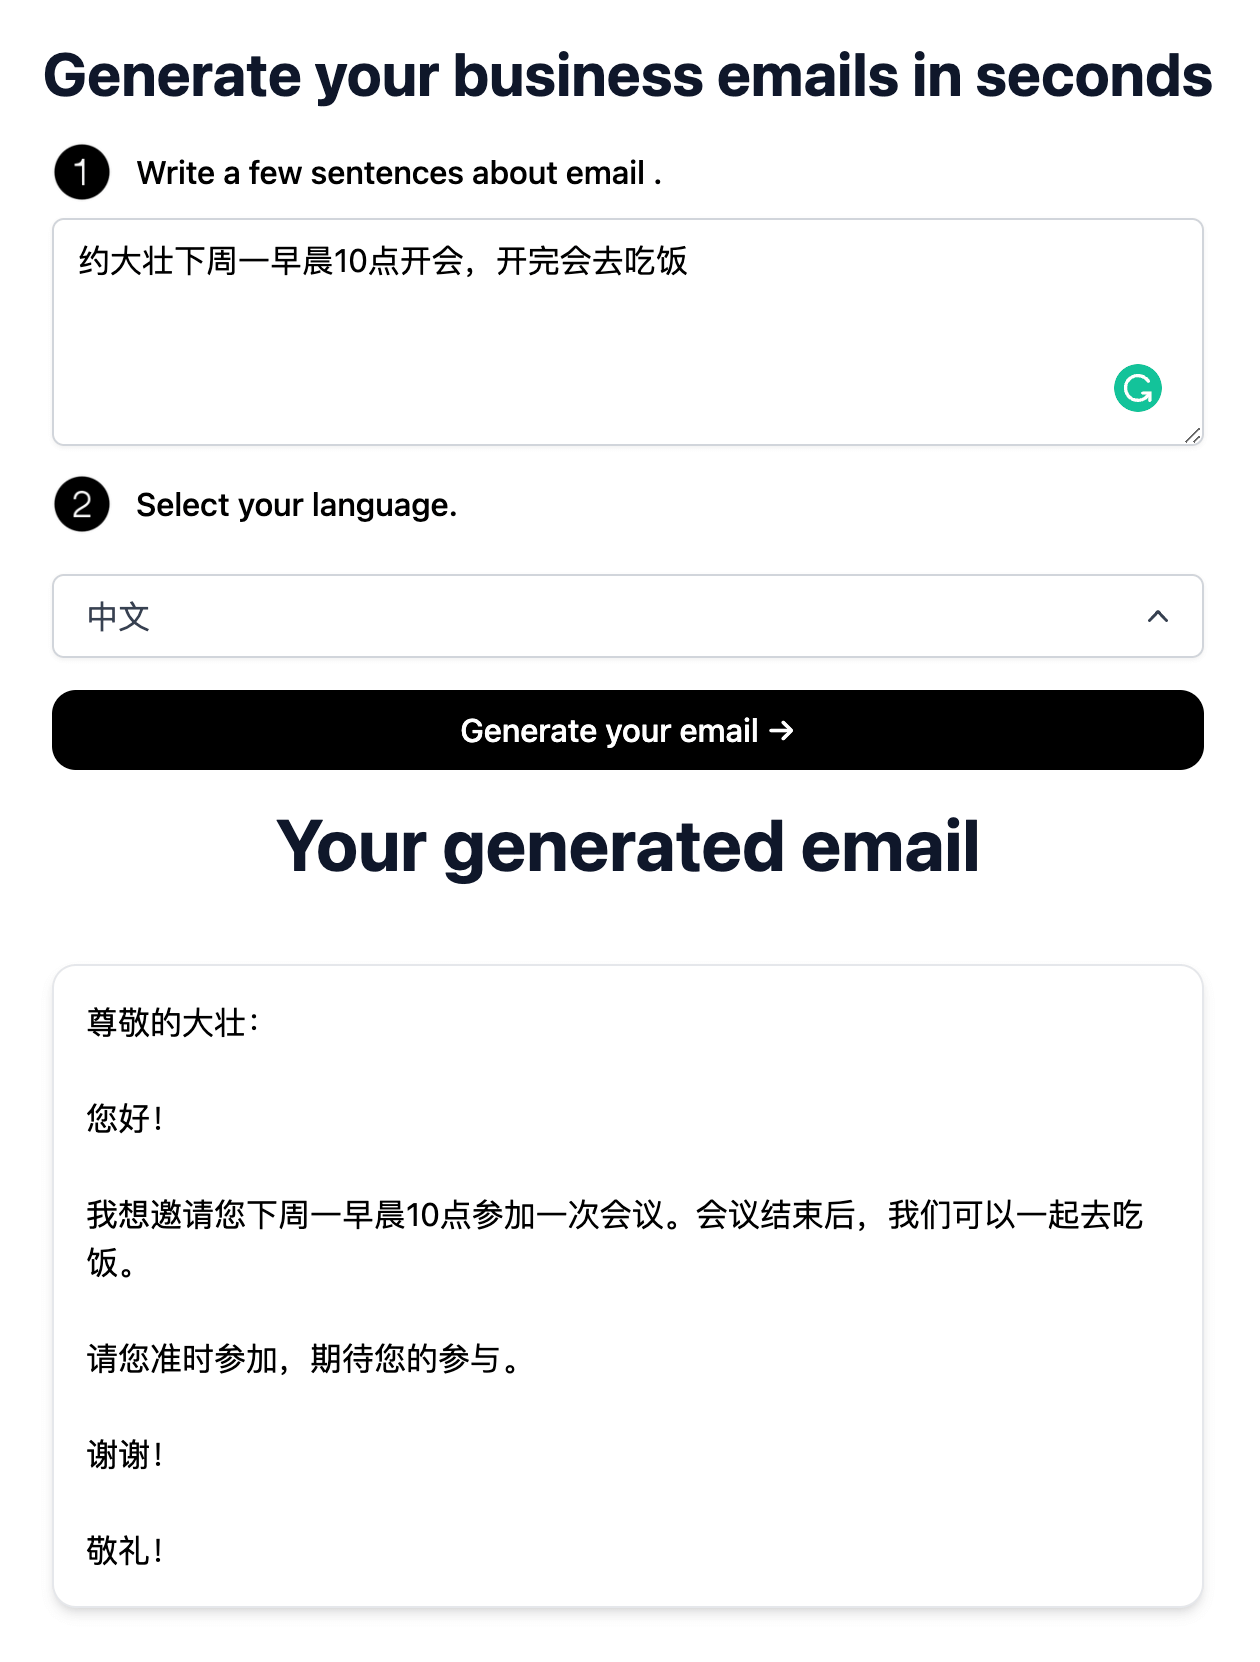 Generate your business emails in seconds
1 Write a few sentences about email .
约大壮下周一早晨10点开会，开完会去吃饭
2 Select your language.
中文
Generate your email →
Your generated email
尊敬的大壮：
您好！
我想邀请您下周一早晨10点参加一次会议。会议结束后，我们可以一起去吃
饭。
请您准时参加，期待您的参与。
谢谢！
敬礼！